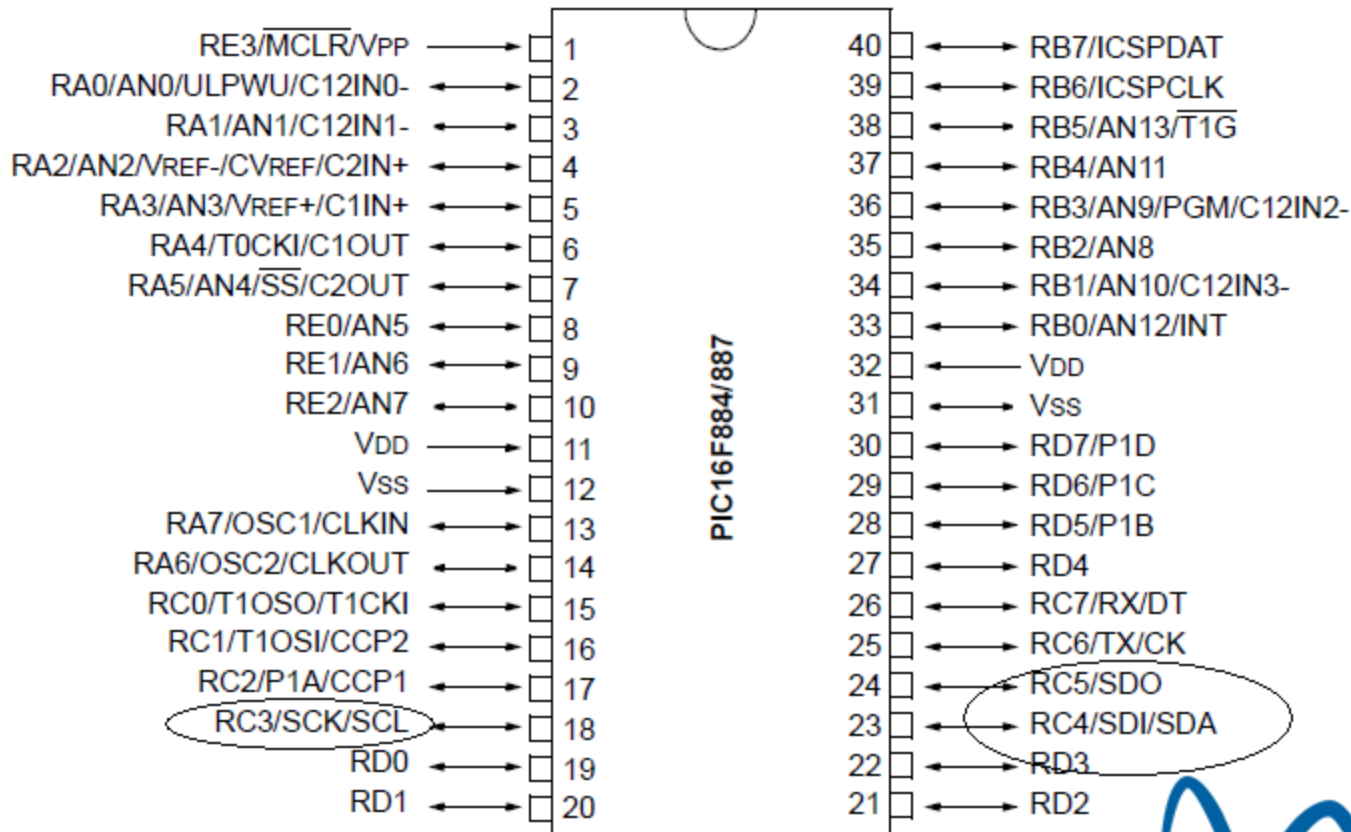 RE3/MCLR/VPP 1
RA0/AN0/ULPWU/C12IN0- 2
RA1/AN1/C12IN1- 3
RA2/AN2/VREF-/CVREF/C2IN+ 4
RA3/AN3/VREF+/C1IN+ 5
RA4/T0CKI/C1OUT 6
RA5/AN4/SS/C2OUT 7
RE0/AN5 8
RE1/AN6 9
RE2/AN7 10
VDD 11
VSS 12
RA7/OSC1/CLKIN 13
RA6/OSC2/CLKOUT 14
RC0/T1OSO/T1CKI 15
RC1/T1OSI/CCP2 16
RC2/P1A/CCP1 17
RC3/SCK/SCL 18
RD0 19
RD1 20
PIC16F884/887
40 RB7/ICSPDAT
39 RB6/ICSPCLK
38 RB5/AN13/T1G
37 RB4/AN11
36 RB3/AN9/PGM/C12IN2-
35 RB2/AN8
34 RB1/AN10/C12IN3-
33 RB0/AN12/INT
32 VDD
31 VSS
30 RD7/P1D
29 RD6/P1C
28 RD5/P1B
27 RD4
26 RC7/RX/DT
25 RC6/TX/CK
24 RC5/SDO
23 RC4/SDI/SDA
22 RD3
21 RD2